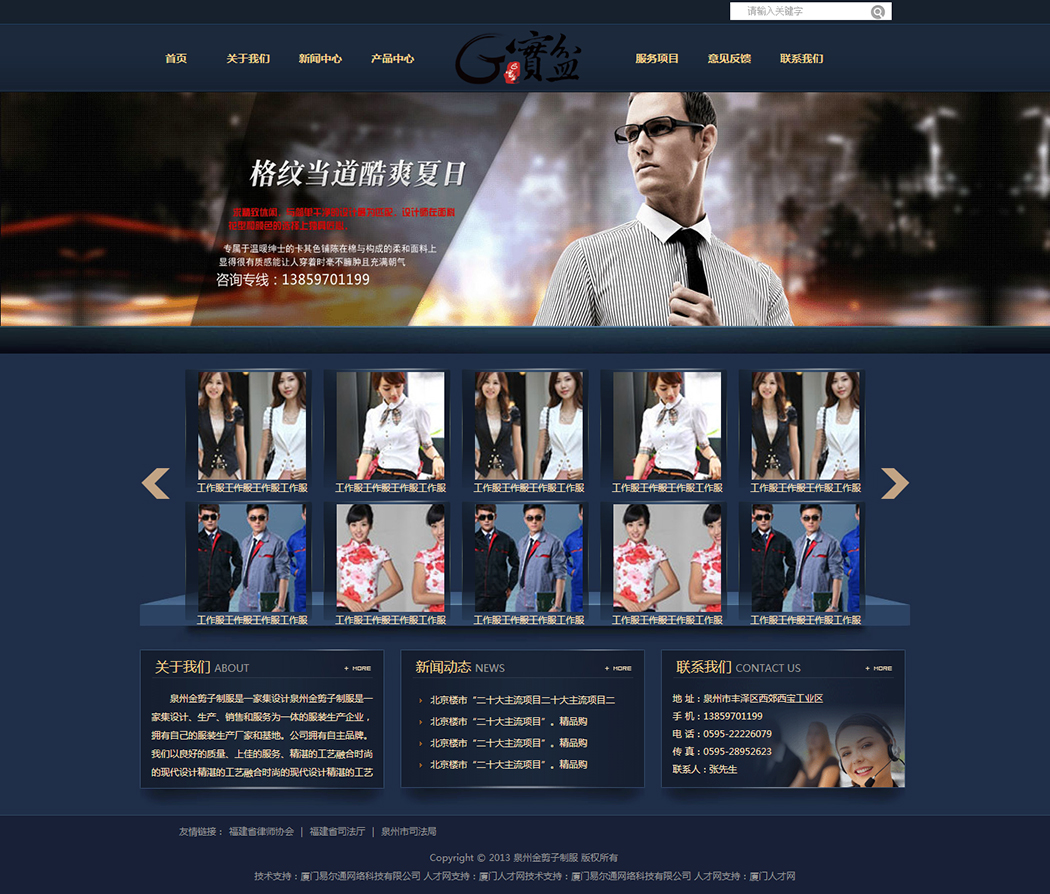 请输入关键字
首页 关于我们 新闻中心 产品中心 寶盆 服务项目 意见反馈 联系我们
格纹当道酷爽夏日
专属于温暖绅士的卡其色铺陈在棉与构成的柔和面料上
显得很有质感能让人穿着时毫不臃肿且充满朝气
咨询专线：13859701199
工作服工作服工作服工作服 工作服工作服工作服工作服 工作服工作服工作服工作服 工作服工作服工作服工作服 工作服工作服工作服工作服
工作服工作服工作服工作服 工作服工作服工作服工作服 工作服工作服工作服工作服 工作服工作服工作服工作服 工作服工作服工作服工作服
关于我们 ABOUT + MORE
泉州金剪子制服是一家集设计泉州金剪子制服是一
家集设计、生产、销售和服务为一体的服装生产企业，
拥有自己的服装生产厂家和基地。公司拥有自主品牌。
我们以良好的质量、上佳的服务、精湛的工艺融合时尚
的现代设计精湛的工艺融合时尚的现代设计精湛的工艺
新闻动态 NEWS + MORE
北京楼市“二十大主流项目二十大主流项目二
北京楼市“二十大主流项目”。精品购
北京楼市“二十大主流项目”。精品购
北京楼市“二十大主流项目”。精品购
联系我们 CONTACT US + MORE
地 址：泉州市丰泽区西郊西宝工业区
手 机：13859701199
电 话：0595-22226079
传 真：0595-28952623
联系人：张先生
友情链接： 福建省律师协会 | 福建省司法厅 | 泉州市司法局
Copyright © 2013 泉州金剪子制服 版权所有
技术支持：厦门易尔通网络科技有限公司 人才网支持：厦门人才网技术支持：厦门易尔通网络科技有限公司 人才网支持：厦门人才网